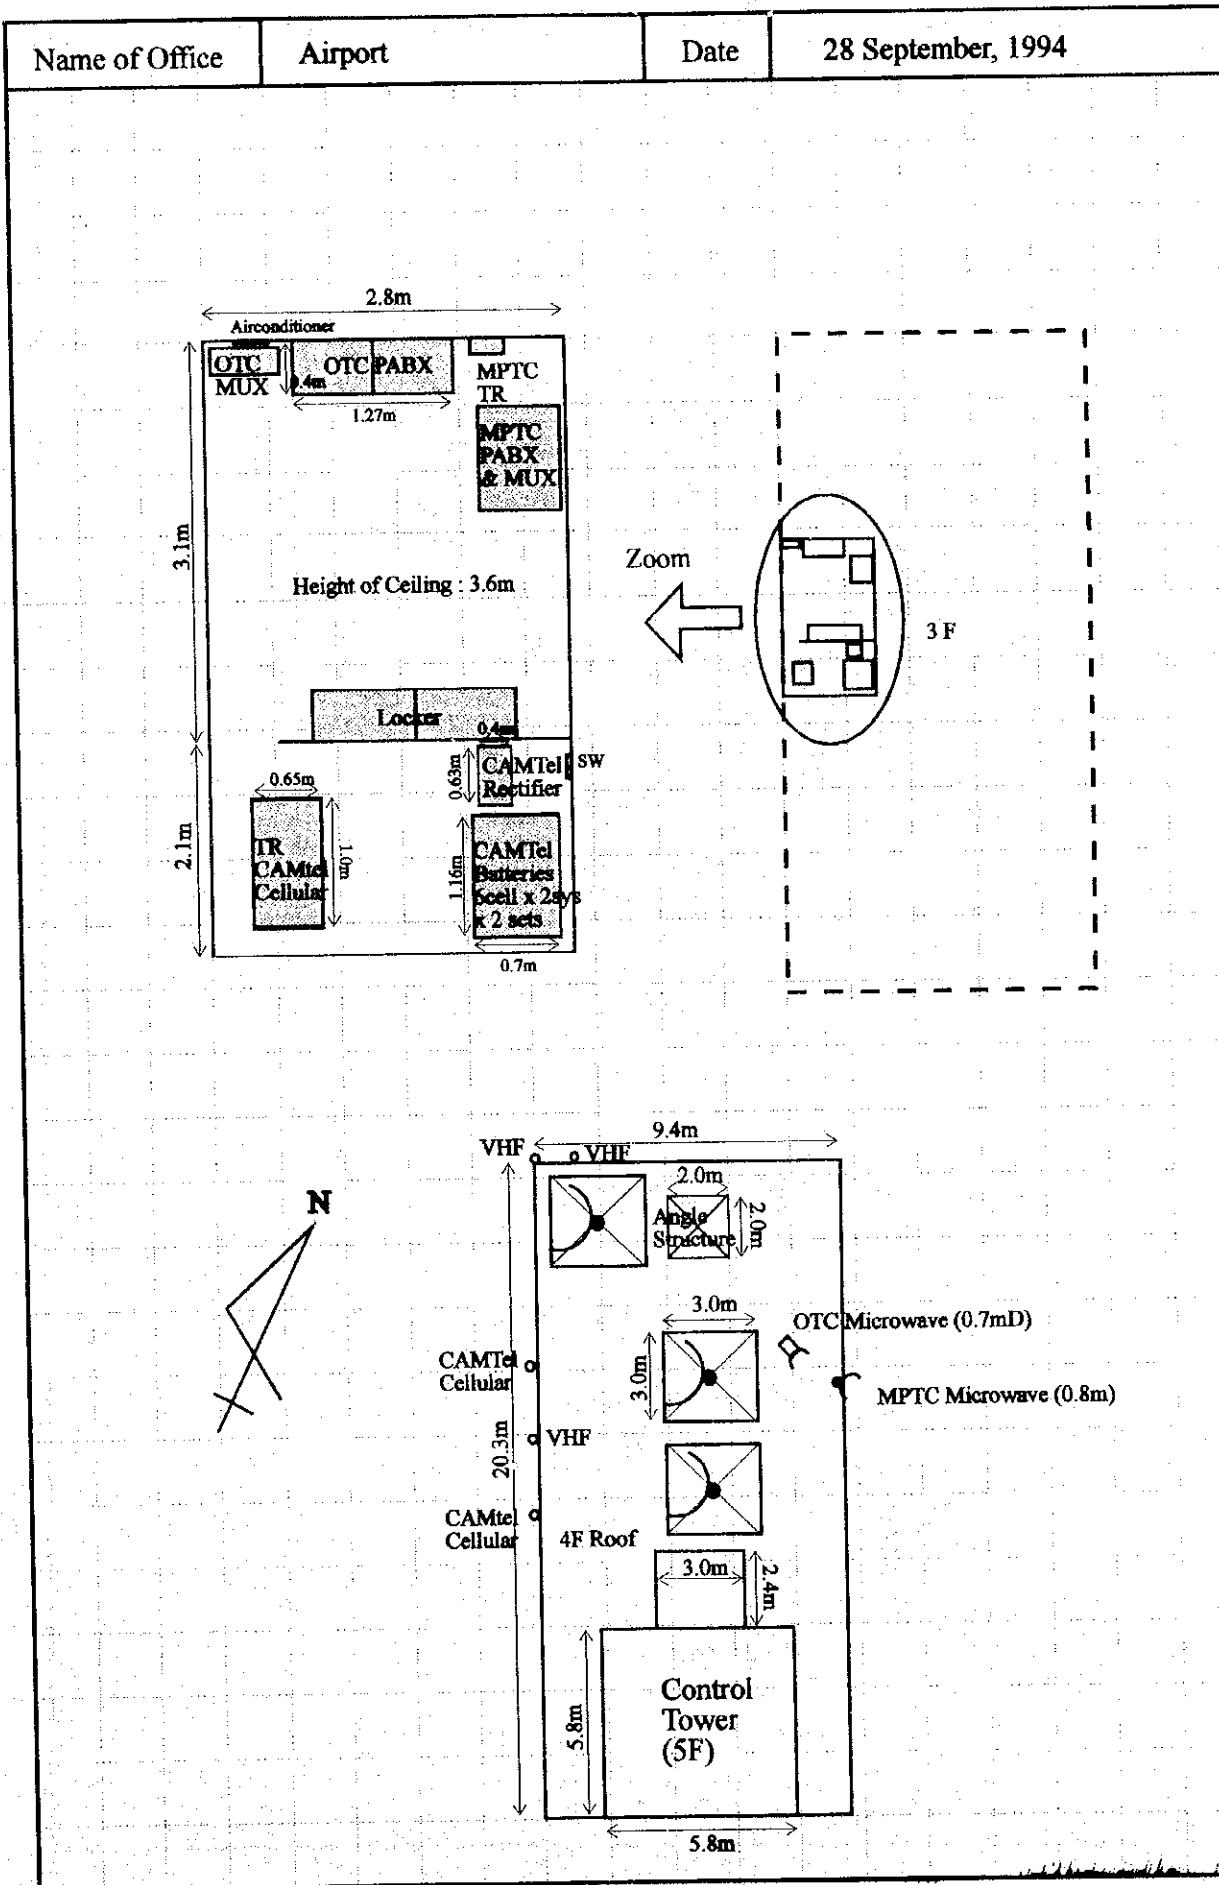 Name of Office
Airport
Date
28 September, 1994
2.8m
Airconditioner
OTC
MUX
0.4m
OTC PABX
1.27m
MPTC
TR
MPTC
PABX
& MUX
3.1m
Height of Ceiling : 3.6m
Zoom
3 F
Locker
0.4m
0.63m
CAMTel
Rectifier
SW
0.65m
2.1m
TR
CAMtel
Cellular
1.0m
1.16m
CAMTel
Batteries
6cell x 2sys
x 2 sets
0.7m
9.4m
VHF
VHF
2.0m
N
Angle
Structure
2.0m
3.0m
OTC Microwave (0.7mD)
CAMTel
Cellular
3.0m
MPTC Microwave (0.8m)
20.3m
VHF
CAMtel
Cellular
4F Roof
3.0m
2.4m
5.8m
Control
Tower
(5F)
5.8m